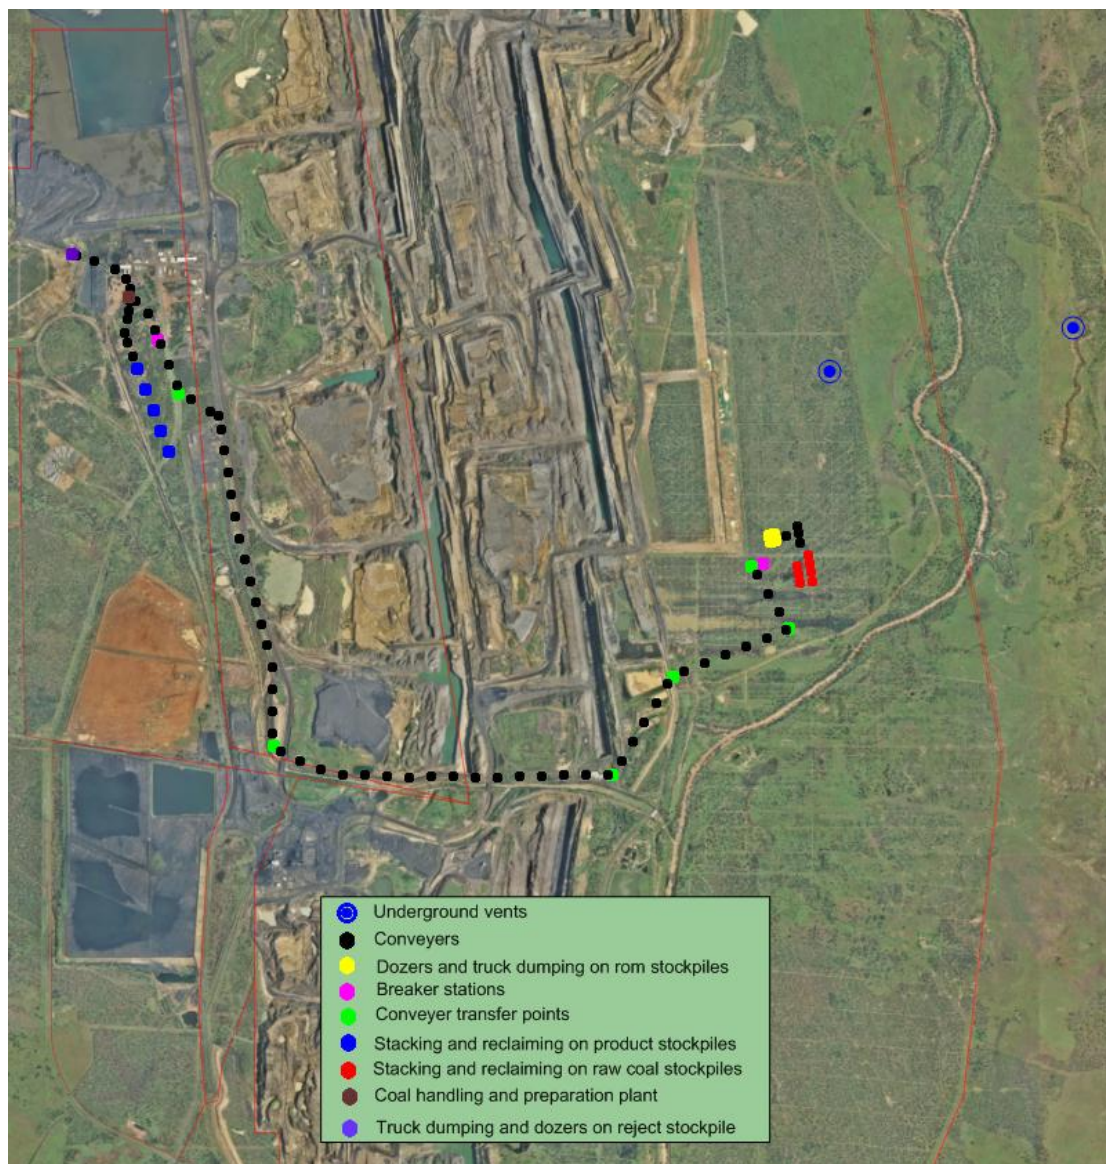 Underground vents
Conveyers
Dozers and truck dumping on rom stockpiles
Breaker stations
Conveyer transfer points
Stacking and reclaiming on product stockpiles
Stacking and reclaiming on raw coal stockpiles
Coal handling and preparation plant
Truck dumping and dozers on reject stockpile